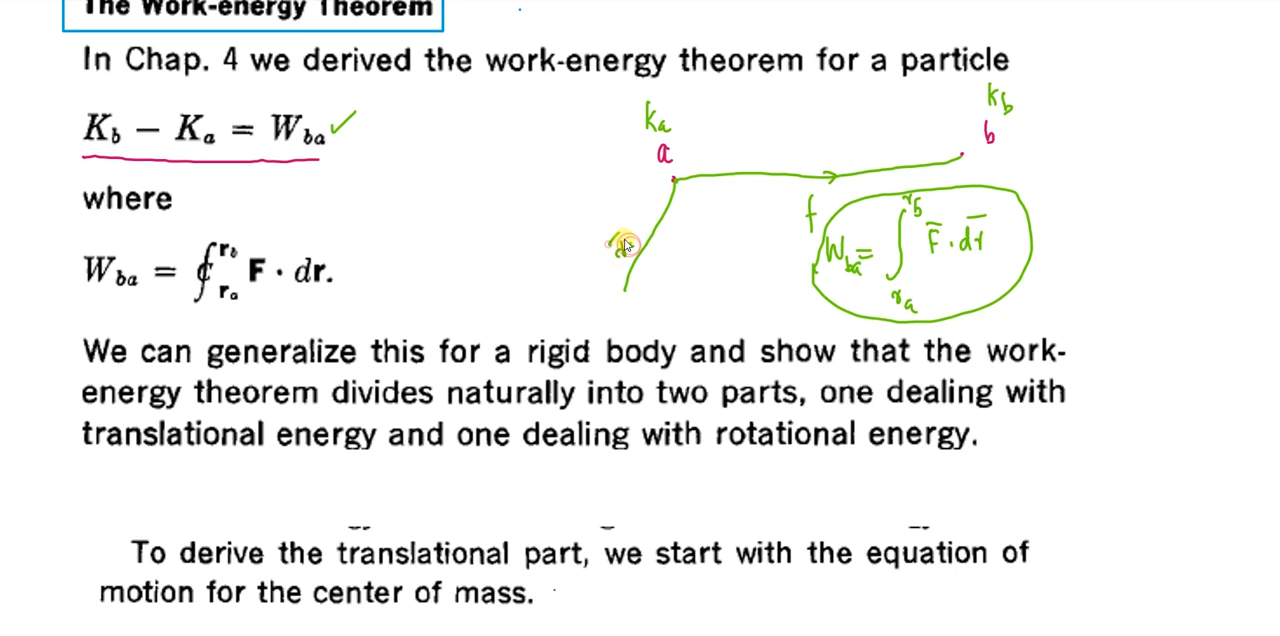 The Work-energy Theorem
In Chap. 4 we derived the work-energy theorem for a particle
K_b − K_a = W_ba ✓
where
W_ba = ∮_{r_a}^{r_b} F · dr.
Ka
a
Kb
b
f
W_ba = ∫_{r_a}^{r_b} F̅ · dr̅
We can generalize this for a rigid body and show that the work-
energy theorem divides naturally into two parts, one dealing with
translational energy and one dealing with rotational energy.
To derive the translational part, we start with the equation of
motion for the center of mass.